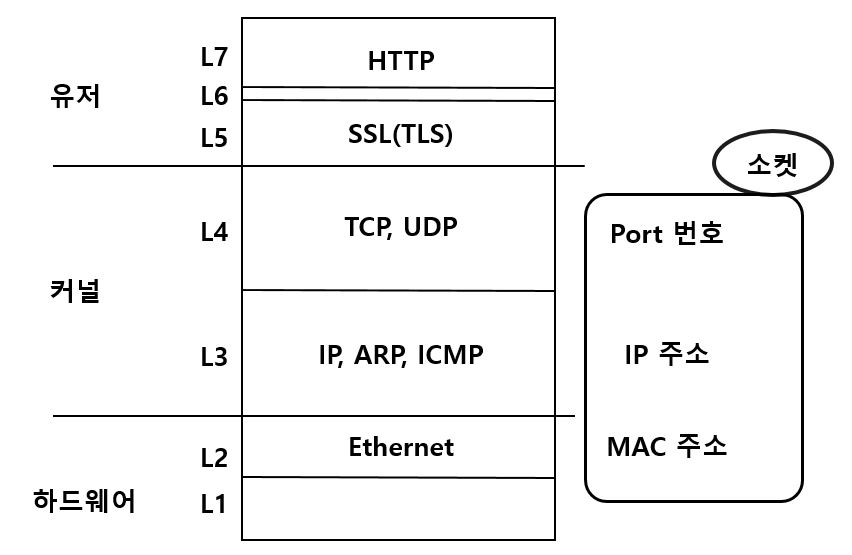 L7
HTTP
유저
L6
L5
SSL(TLS)
소켓
L4
TCP, UDP
Port 번호
커널
L3
IP, ARP, ICMP
IP 주소
L2
Ethernet
MAC 주소
하드웨어
L1